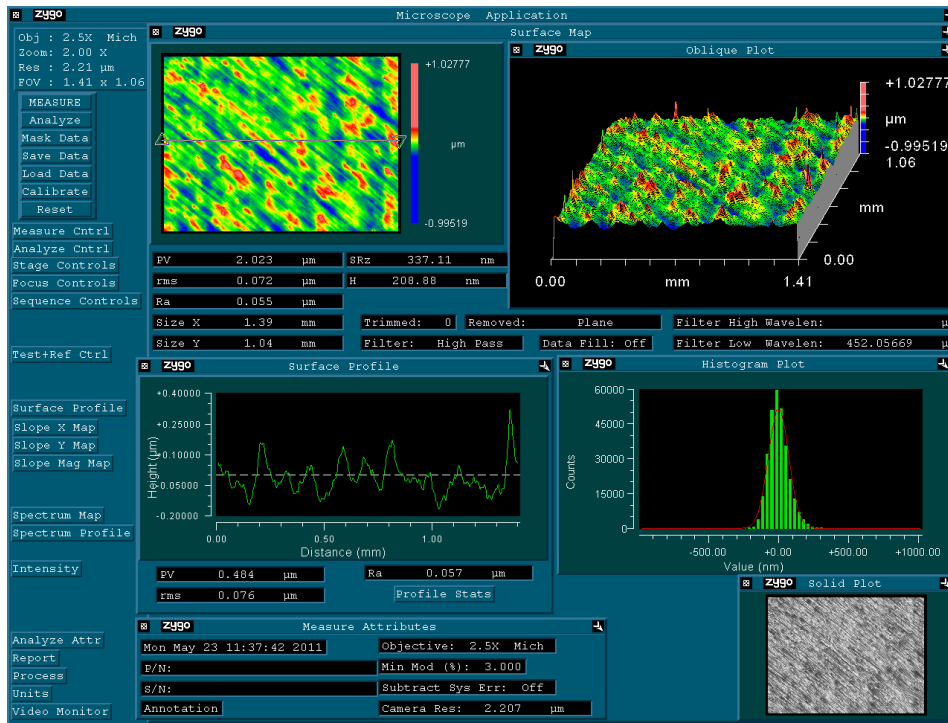 zygo Microscope Application
Obj : 2.5X Mich
Zoom: 2.00 X
Res : 2.21 µm
FOV : 1.41 x 1.06
MEASURE
Analyze
Mask Data
Save Data
Load Data
Calibrate
Reset
Measure Cntrl
Analyze Cntrl
Stage Controls
Focus Controls
Sequence Controls
Test+Ref Ctrl
Surface Profile
Slope X Map
Slope Y Map
Slope Mag Map
Spectrum Map
Spectrum Profile
Intensity
Analyze Attr
Report
Process
Units
Video Monitor
zygo Surface Map
+1.02777
µm
-0.99519
zygo Oblique Plot
+1.02777
µm
-0.99519
1.06
mm
0.00
0.00 mm 1.41
PV 2.023 µm SRz 337.11 nm
rms 0.072 µm H 208.88 nm
Ra 0.055 µm
Size X 1.39 mm Trimmed: 0 Removed: Plane Filter High Wavelen: µ
Size Y 1.04 mm Filter: High Pass Data Fill: Off Filter Low Wavelen: 452.05669 µ
zygo Surface Profile
+0.40000
+0.25000
+0.10000
-0.05000
-0.20000
Height (µm)
0.00 0.50 1.00
Distance (mm)
PV 0.484 µm Ra 0.057 µm
rms 0.076 µm Profile Stats
zygo Histogram Plot
60000
45000
30000
15000
0
Counts
-500.00 +0.00 +500.00 +1000.00
Value (nm)
zygo Solid Plot
zygo Measure Attributes
Mon May 23 11:37:42 2011 Objective: 2.5X Mich
P/N: Min Mod (%): 3.000
S/N: Subtract Sys Err: Off
Annotation Camera Res: 2.207 µm